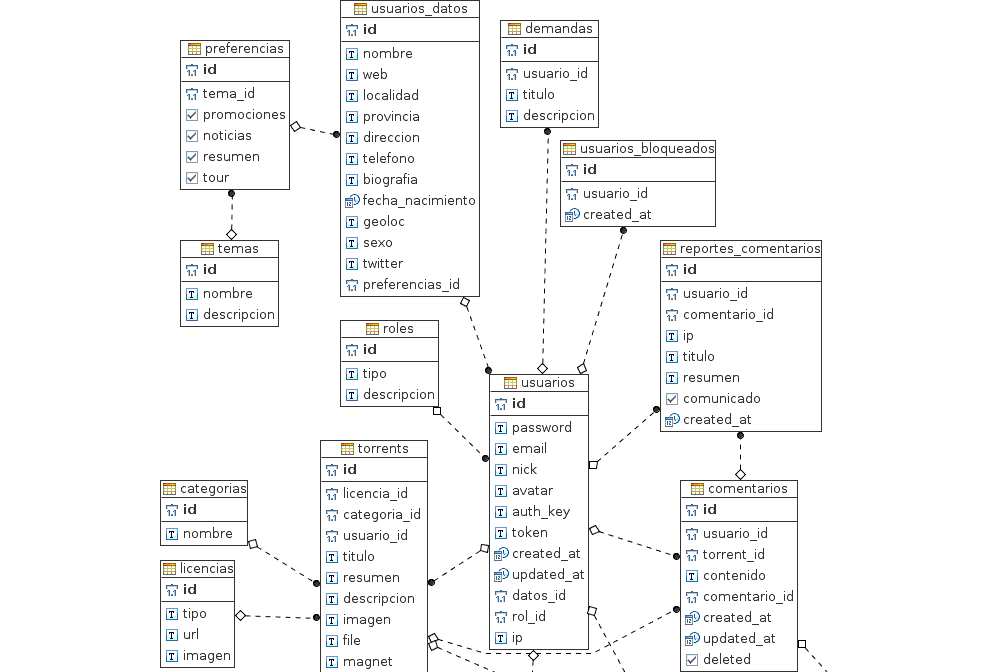 usuarios_datos
id
nombre
web
localidad
provincia
direccion
telefono
biografia
fecha_nacimiento
geoloc
sexo
twitter
preferencias_id
demandas
id
usuario_id
titulo
descripcion
preferencias
id
tema_id
promociones
noticias
resumen
tour
usuarios_bloqueados
id
usuario_id
created_at
temas
id
nombre
descripcion
reportes_comentarios
id
usuario_id
comentario_id
ip
titulo
resumen
comunicado
created_at
roles
id
tipo
descripcion
usuarios
id
password
email
nick
avatar
auth_key
token
created_at
updated_at
datos_id
rol_id
ip
torrents
id
licencia_id
categoria_id
usuario_id
titulo
resumen
descripcion
imagen
file
magnet
categorias
id
nombre
comentarios
id
usuario_id
torrent_id
contenido
comentario_id
created_at
updated_at
deleted
licencias
id
tipo
url
imagen